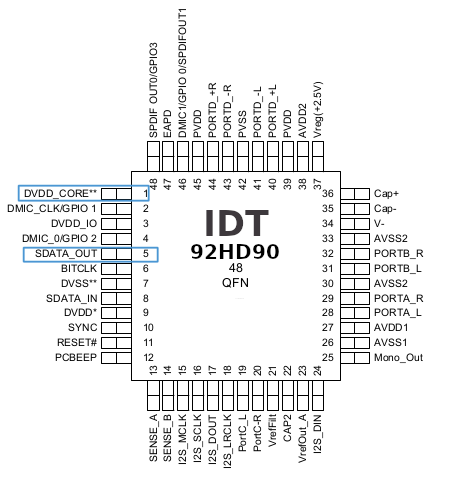 SPDIF OUT0/GPIO3
EAPD
DMIC1/GPIO 0/SPDIFOUT1
PVDD
PORTD_+R
PORTD_-R
PVSS
PORTD_-L
PORTD_+L
PVDD
AVDD2
Vreg(+2.5V)
48 47 46 45 44 43 42 41 40 39 38 37
DVDD_CORE** 1
DMIC_CLK/GPIO 1 2
DVDD_IO 3
DMIC_0/GPIO 2 4
SDATA_OUT 5
BITCLK 6
DVSS** 7
SDATA_IN 8
DVDD* 9
SYNC 10
RESET# 11
PCBEEP 12
IDT
92HD90
48
QFN
36 Cap+
35 Cap-
34 V-
33 AVSS2
32 PORTB_R
31 PORTB_L
30 AVSS2
29 PORTA_R
28 PORTA_L
27 AVDD1
26 AVSS1
25 Mono_Out
13 14 15 16 17 18 19 20 21 22 23 24
SENSE_A
SENSE_B
I2S_MCLK
I2S_SCLK
I2S_DOUT
I2S_LRCLK
PortC_L
PortC-R
VrefFilt
CAP2
VrefOut_A
I2S_DIN